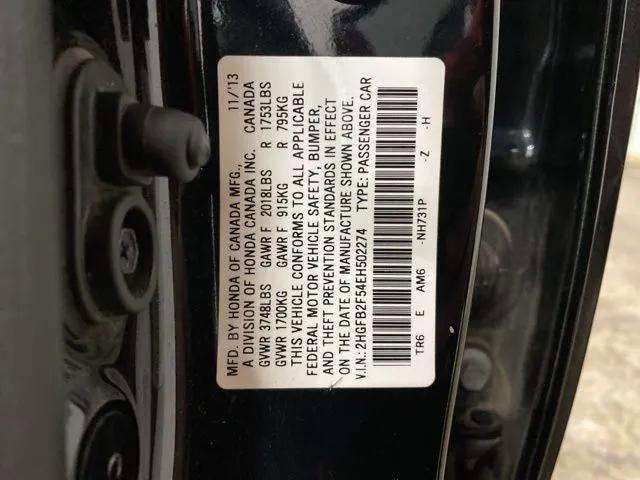 MFD. BY HONDA OF CANADA MFG., 11/'13
A DIVISION OF HONDA CANADA INC. CANADA
GVWR 3748LBS GAWR F 2018LBS R 1753LBS
GVWR 1700KG GAWR F 915KG R 795KG
THIS VEHICLE CONFORMS TO ALL APPLICABLE
FEDERAL MOTOR VEHICLE SAFETY, BUMPER,
AND THEFT PREVENTION STANDARDS IN EFFECT
ON THE DATE OF MANUFACTURE SHOWN ABOVE.
V.I.N.: 2HGFB2F54EH502274 TYPE: PASSENGER CAR
TR6 E AM6 -NH731P -Z -H